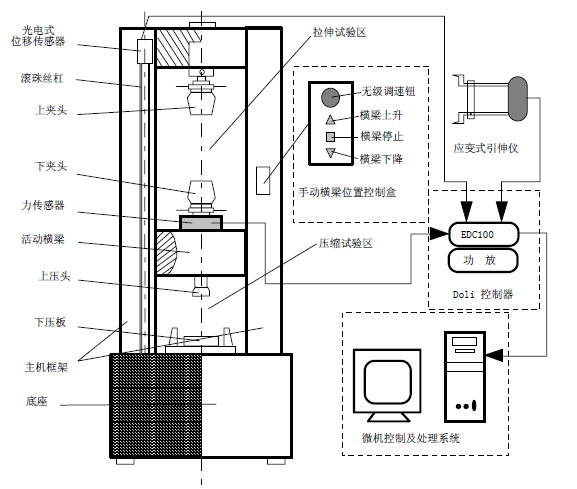 光电式
位移传感器
滚珠丝杠
上夹头
下夹头
力传感器
活动横梁
上压头
下压板
主机框架
底座
拉伸试验区
压缩试验区
无级调速钮
横梁上升
横梁停止
横梁下降
手动横梁位置控制盒
应变式引伸仪
EDC100
功 放
Doli 控制器
微机控制及处理系统